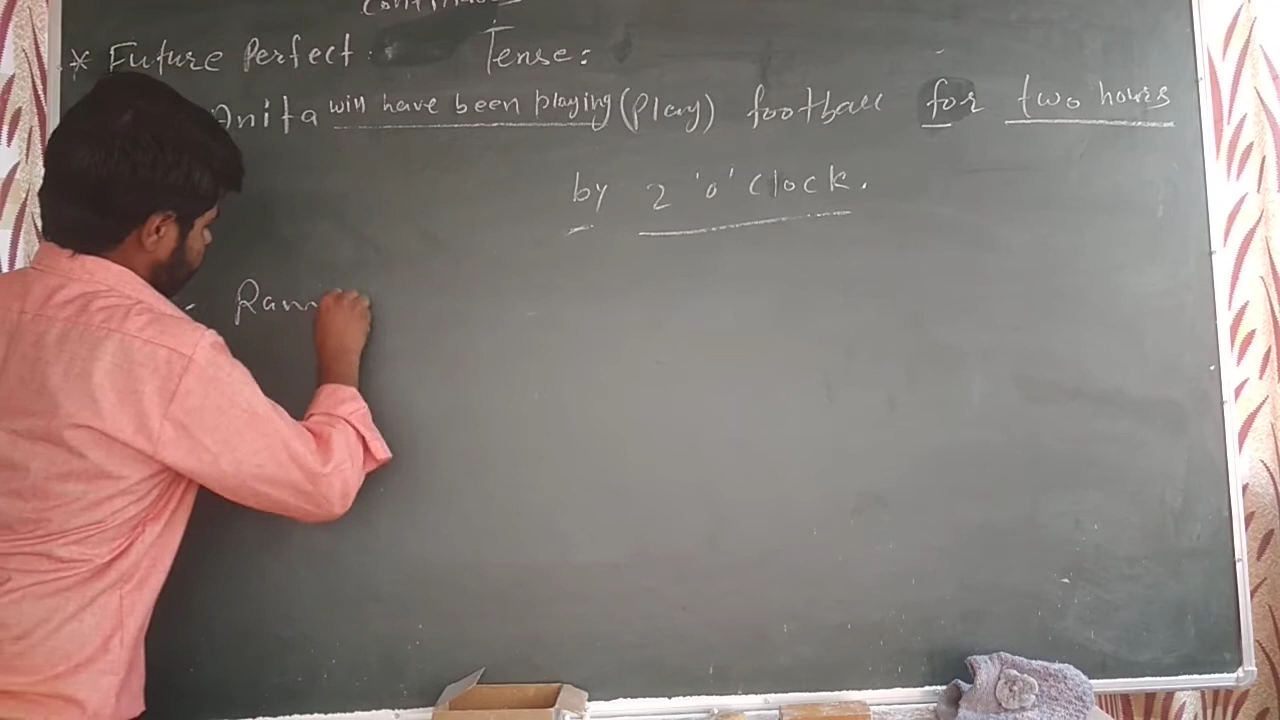 * Future Perfect : Tense:
Anita will have been playing (Play) football for two hours
by 2 'o' clock.
- Ram